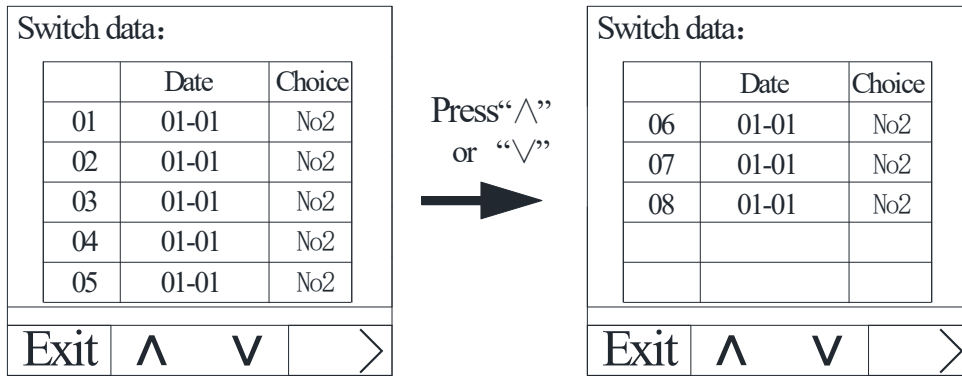 Switch data：
Date Choice
01 01-01 No2
02 01-01 No2
03 01-01 No2
04 01-01 No2
05 01-01 No2
Exit ∧ ∨ >
Press“∧”
or “∨”
Switch data：
Date Choice
06 01-01 No2
07 01-01 No2
08 01-01 No2
Exit ∧ ∨ >